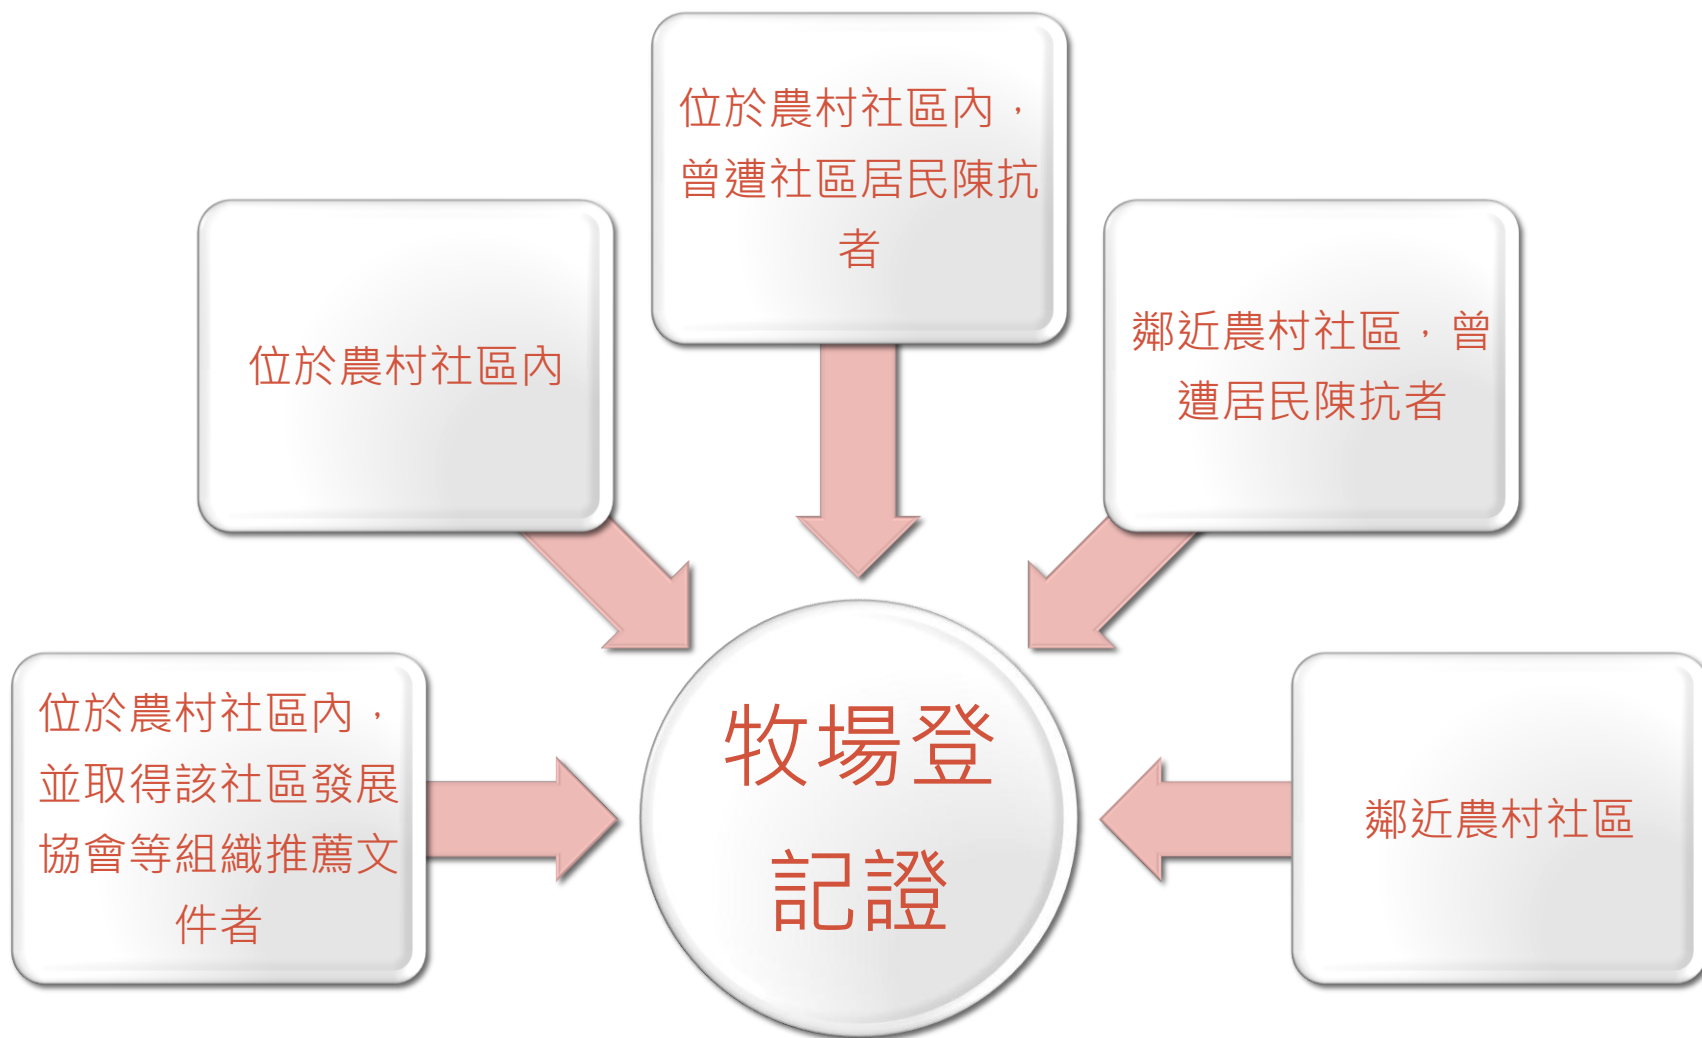 位於農村社區內，
曾遭社區居民陳抗
者
位於農村社區內
鄰近農村社區，曾
遭居民陳抗者
位於農村社區內，
並取得該社區發展
協會等組織推薦文
件者
牧場登
記證
鄰近農村社區